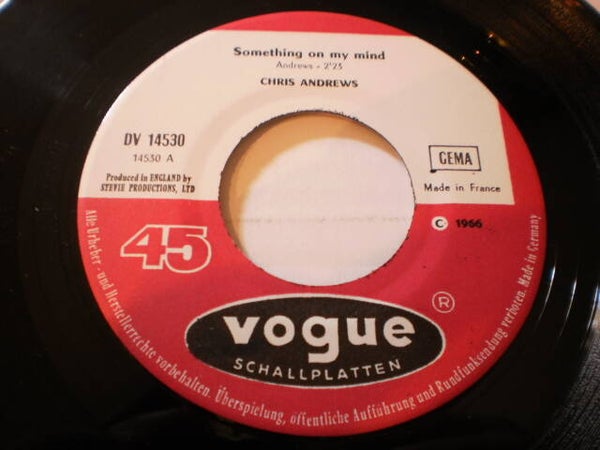 Something on my mind
Andrews - 2'23
CHRIS ANDREWS
DV 14530
14530 A
Produced in ENGLAND by
STEVIE PRODUCTIONS, LTD
GEMA
Made in France
© 1966
45
®
vogue
SCHALLPLATTEN
Alle Urheber- und Herstellerrechte vorbehalten. Überspielung, öffentliche Aufführung und Rundfunksendung verboten. Made in Germany